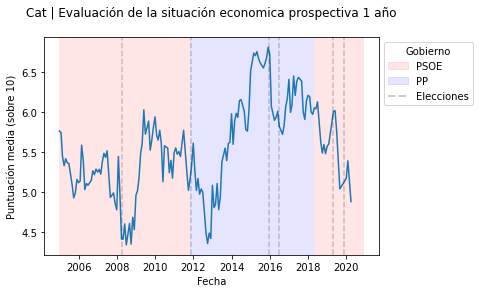 Cat | Evaluación de la situación economica prospectiva 1 año
Gobierno
PSOE
PP
Elecciones
Puntuación media (sobre 10)
6.5
6.0
5.5
5.0
4.5
2006 2008 2010 2012 2014 2016 2018 2020
Fecha